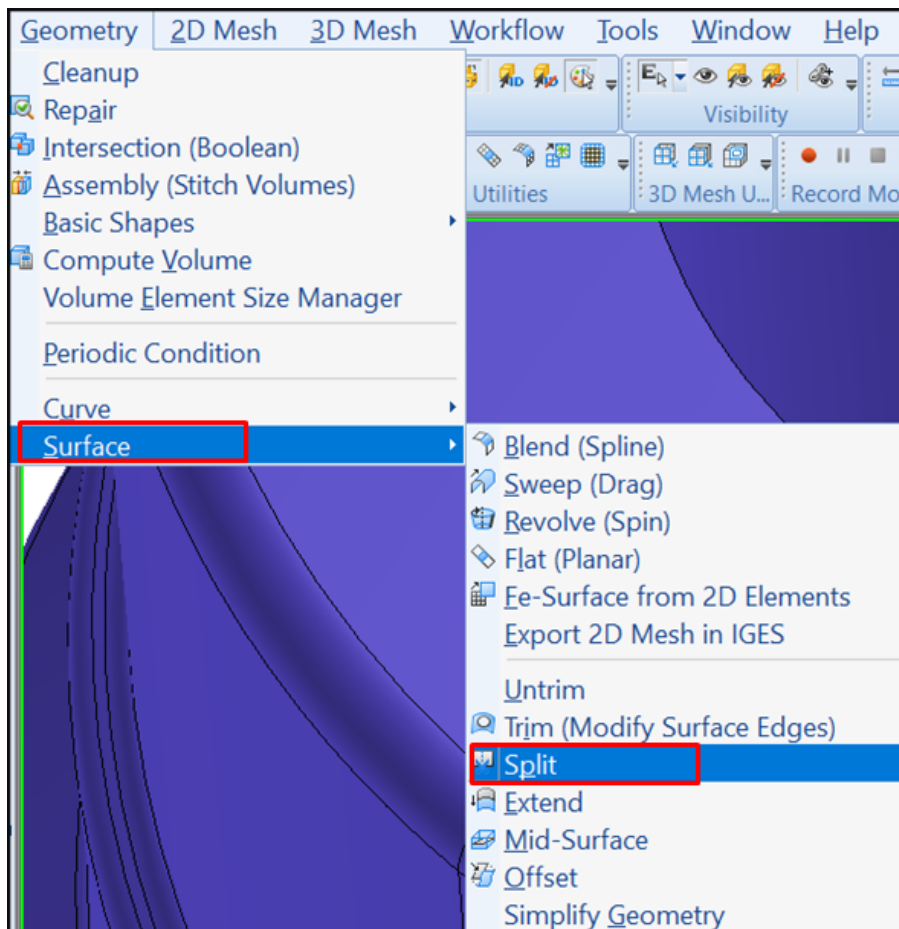 Geometry 2D Mesh 3D Mesh Workflow Tools Window Help
Cleanup
Repair
Intersection (Boolean)
Assembly (Stitch Volumes)
Basic Shapes
Compute Volume
Volume Element Size Manager
Periodic Condition
Curve
Surface
ID
Visibility
Utilities
3D Mesh U...
Record Mo
Blend (Spline)
Sweep (Drag)
Revolve (Spin)
Flat (Planar)
Fe-Surface from 2D Elements
Export 2D Mesh in IGES
Untrim
Trim (Modify Surface Edges)
Split
Extend
Mid-Surface
Offset
Simplify Geometry